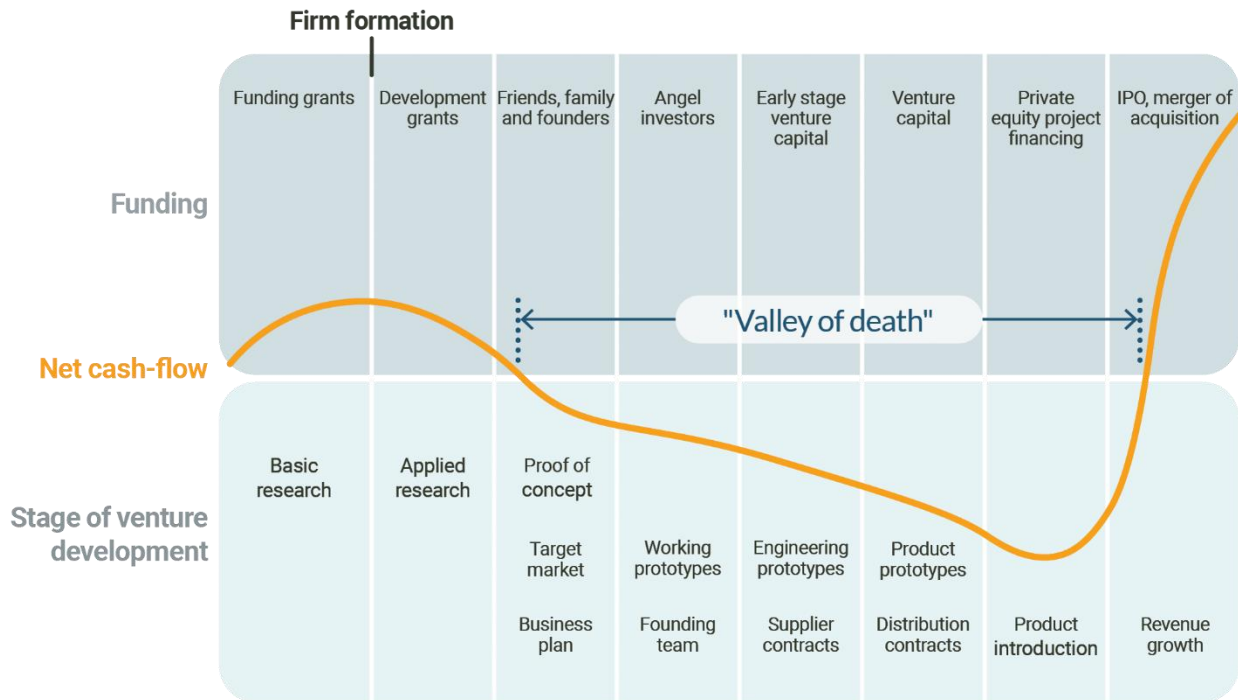 Firm formation
Funding grants
Development
grants
Friends, family
and founders
Angel
investors
Early stage
venture
capital
Venture
capital
Private
equity project
financing
IPO, merger of
acquisition
Funding
"Valley of death"
Net cash-flow
Stage of venture
development
Basic
research
Applied
research
Proof of
concept
Target
market
Business
plan
Working
prototypes
Founding
team
Engineering
prototypes
Supplier
contracts
Product
prototypes
Distribution
contracts
Product
introduction
Revenue
growth